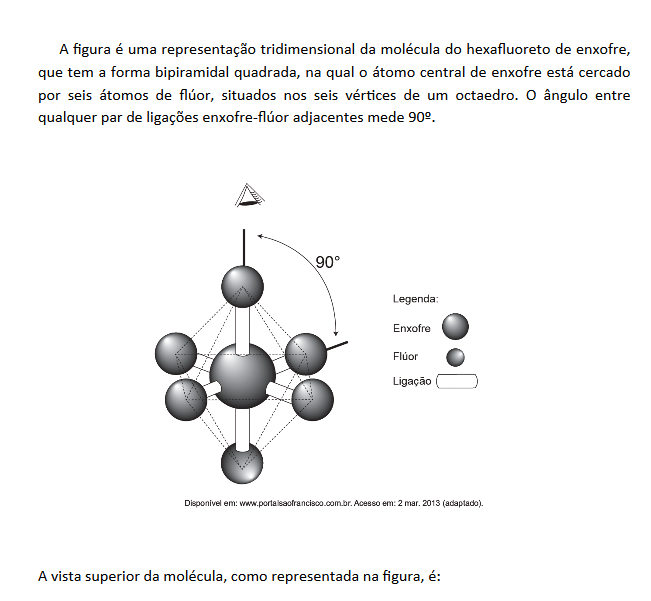 A figura é uma representação tridimensional da molécula do hexafluoreto de enxofre,
que tem a forma bipiramidal quadrada, na qual o átomo central de enxofre está cercado
por seis átomos de flúor, situados nos seis vértices de um octaedro. O ângulo entre
qualquer par de ligações enxofre-flúor adjacentes mede 90º.
90°
Legenda:
Enxofre
Flúor
Ligação
Disponível em: www.portalsaofrancisco.com.br. Acesso em: 2 mar. 2013 (adaptado).
A vista superior da molécula, como representada na figura, é: